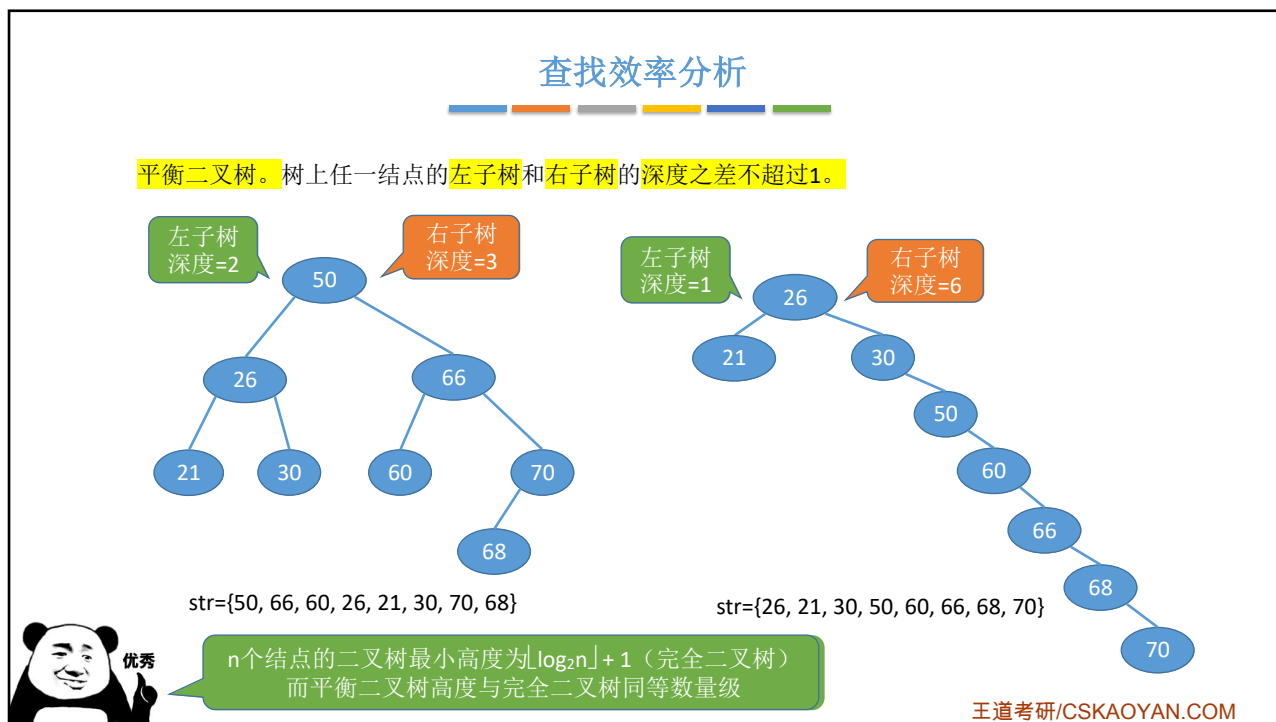 查找效率分析
平衡二叉树。树上任一结点的左子树和右子树的深度之差不超过1。
左子树
深度=2
右子树
深度=3
50
26
66
21
30
60
70
68
str={50, 66, 60, 26, 21, 30, 70, 68}
左子树
深度=1
右子树
深度=6
26
21
30
50
60
66
68
70
str={26, 21, 30, 50, 60, 66, 68, 70}
优秀
n个结点的二叉树最小高度为⌊log₂n⌋ + 1（完全二叉树）
而平衡二叉树高度与完全二叉树同等数量级
王道考研/CSKAOYAN.COM